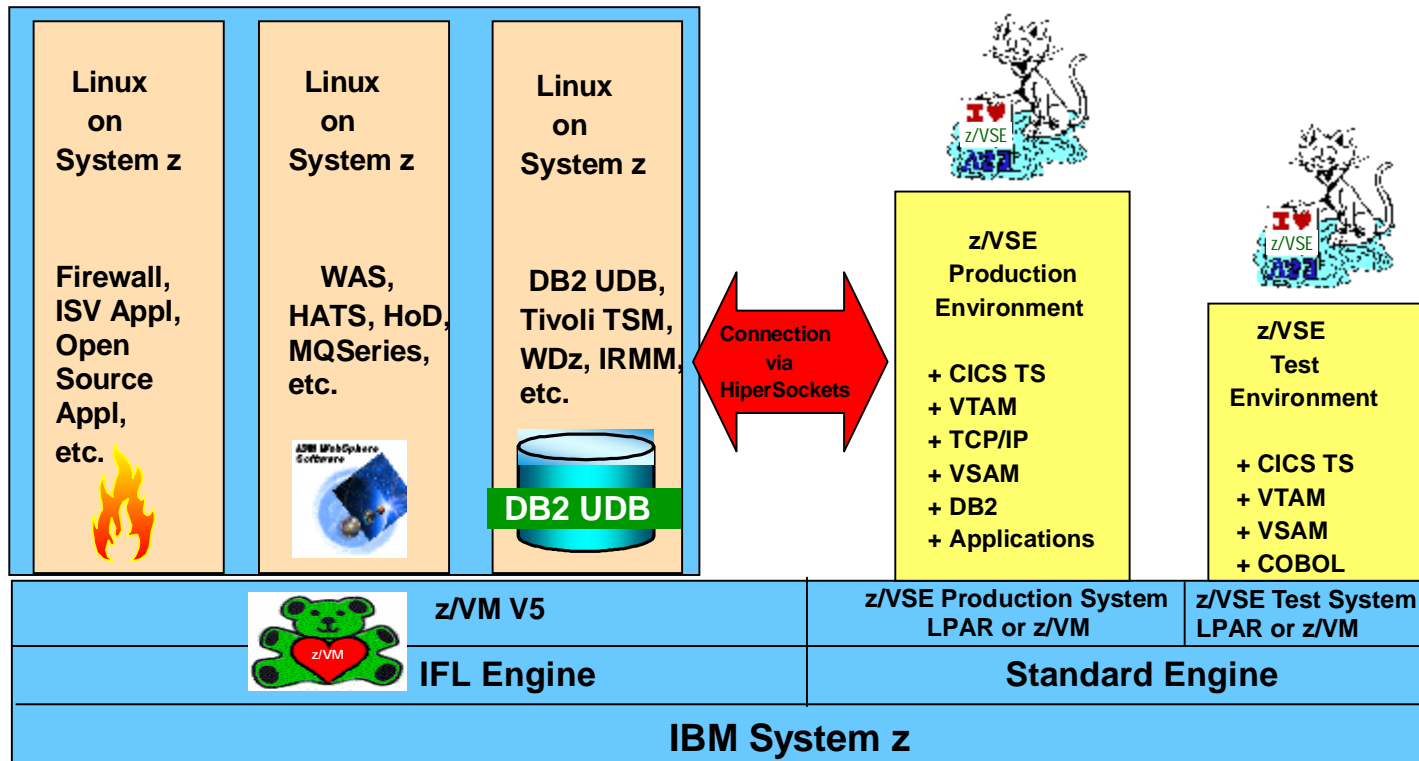 Linux
on
System z
Firewall,
ISV Appl,
Open
Source
Appl,
etc.
Linux
on
System z
WAS,
HATS, HoD,
MQSeries,
etc.
IBM WebSphere
Software
Linux
on
System z
DB2 UDB,
Tivoli TSM,
WDz, IRMM,
etc.
DB2 UDB
Connection
via
HiperSockets
I ♥
z/VSE
z/VSE
Production
Environment
+ CICS TS
+ VTAM
+ TCP/IP
+ VSAM
+ DB2
+ Applications
I ♥
z/VSE
z/VSE
Test
Environment
+ CICS TS
+ VTAM
+ VSAM
+ COBOL
z/VM V5
z/VM
z/VSE Production System
LPAR or z/VM
z/VSE Test System
LPAR or z/VM
IFL Engine
Standard Engine
IBM System z